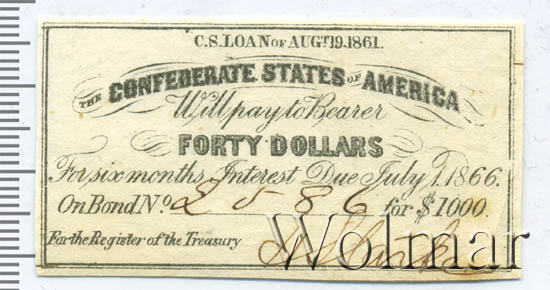 C.S. LOAN OF AUGT. 19. 1861.
THE CONFEDERATE STATES OF AMERICA
Will pay to Bearer
FORTY DOLLARS
For six months Interest Due July 1. 1866.
On Bond No. 2586 for $1000.
For the Register of the Treasury
Wolmar